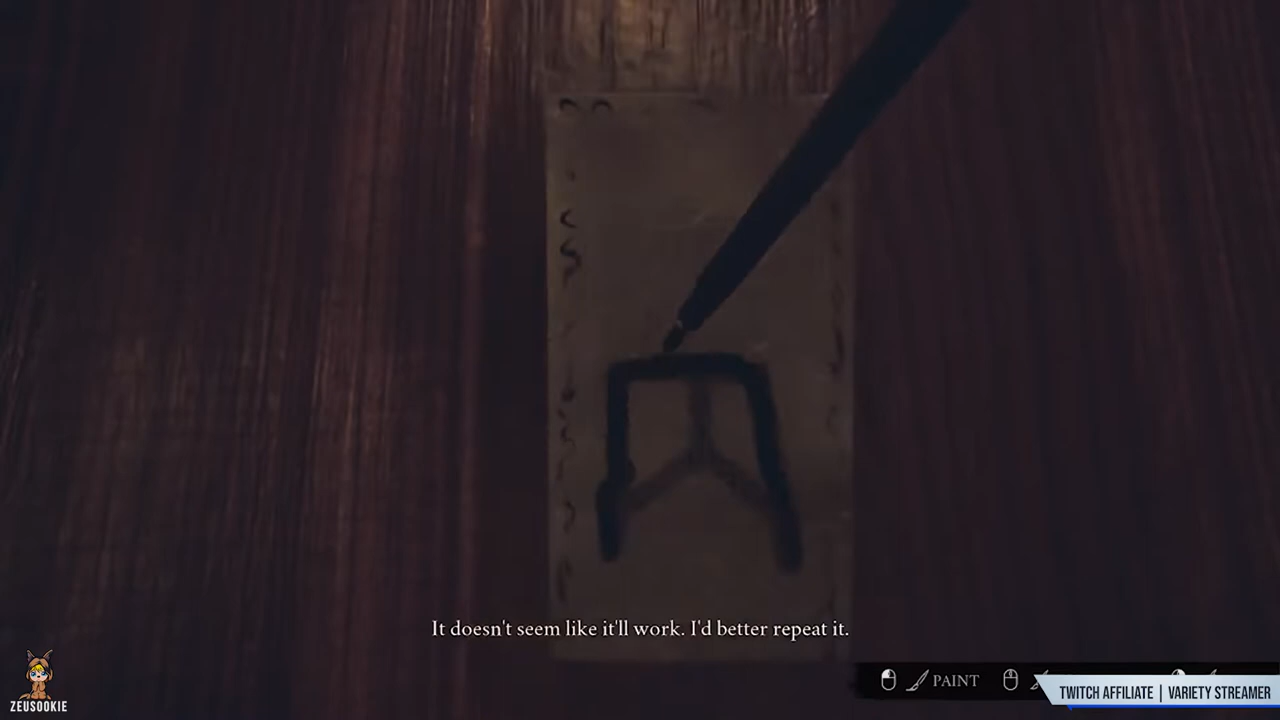 It doesn't seem like it'll work. I'd better repeat it.
PAINT
TWITCH AFFILIATE | VARIETY STREAMER
ZEUSOOKIE